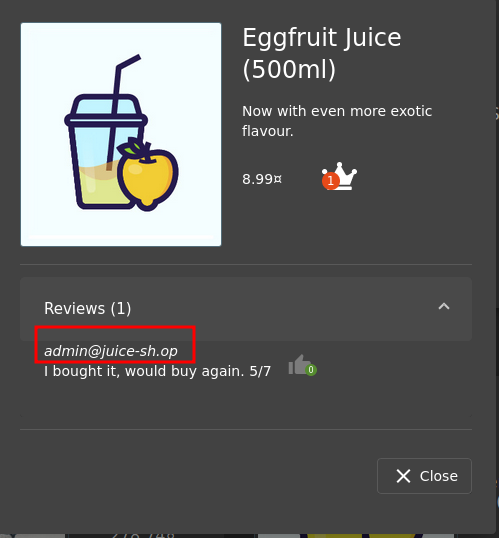 Eggfruit Juice
(500ml)
Now with even more exotic
flavour.
8.99¤
1
Reviews (1)
admin@juice-sh.op
I bought it, would buy again. 5/7
0
Close